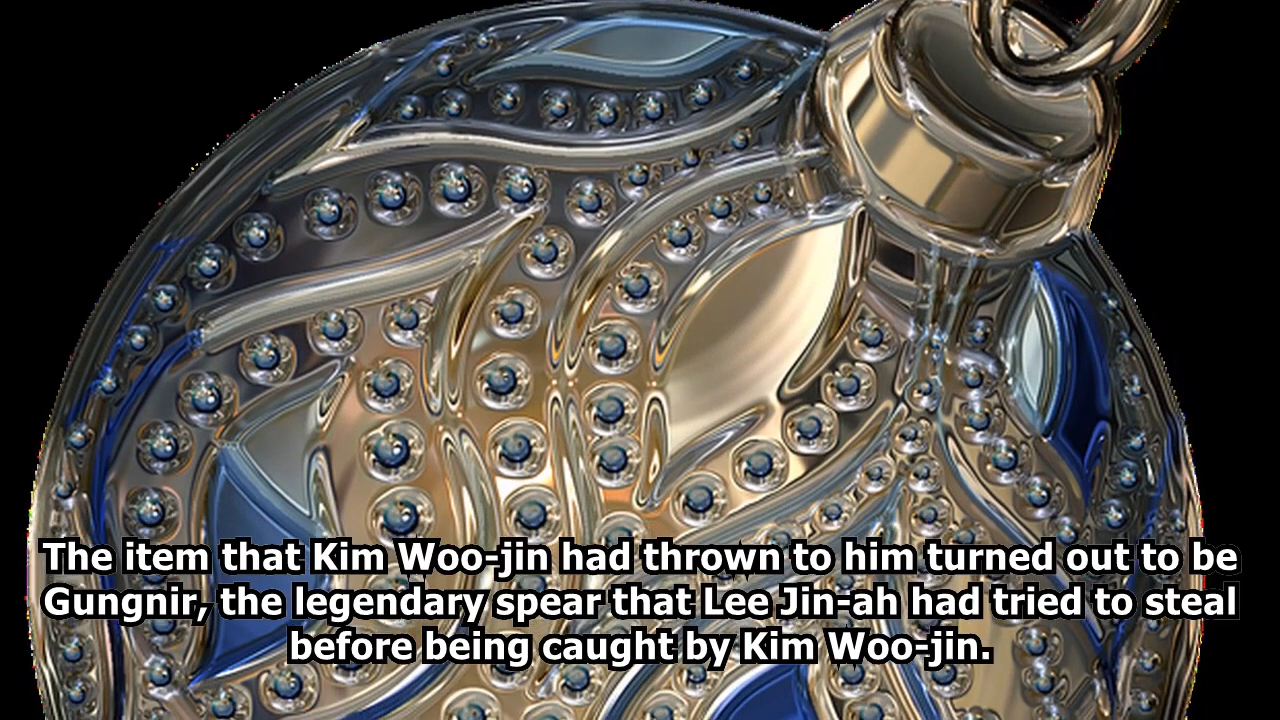 The item that Kim Woo-jin had thrown to him turned out to be
Gungnir, the legendary spear that Lee Jin-ah had tried to steal
before being caught by Kim Woo-jin.